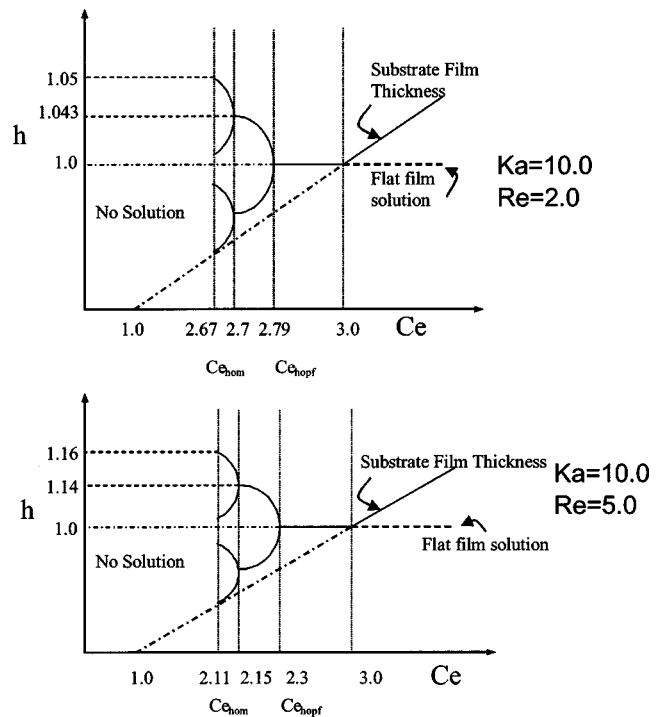 1.05
Substrate Film
Thickness
1.043
h
1.0
Flat film
solution
Ka=10.0
Re=2.0
No Solution
1.0 2.67 2.7 2.79 3.0 Ce
Ce_hom Ce_hopf
1.16
Substrate Film Thickness
1.14
Ka=10.0
Re=5.0
h
1.0
Flat film solution
No Solution
1.0 2.11 2.15 2.3 3.0 Ce
Ce_hom Ce_hopf